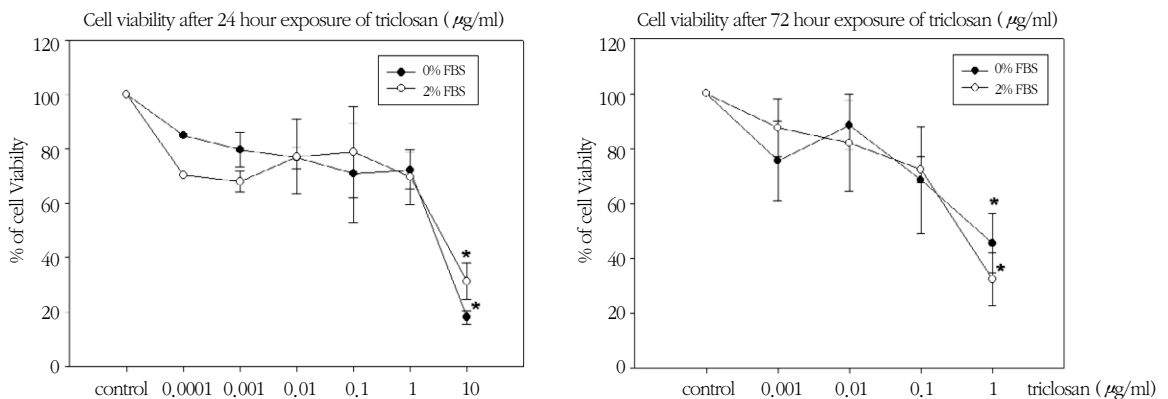 Cell viability after 24 hour exposure of triclosan ( μg/ml)
120
100
80
60
40
20
0
% of cell Viabilty
0% FBS
2% FBS
*
*
control 0.0001 0.001 0.01 0.1 1 10
Cell viability after 72 hour exposure of triclosan ( μg/ml)
120
100
80
60
40
20
0
% of cell Viabilty
0% FBS
2% FBS
*
*
control 0.001 0.01 0.1 1 triclosan ( μg/ml)